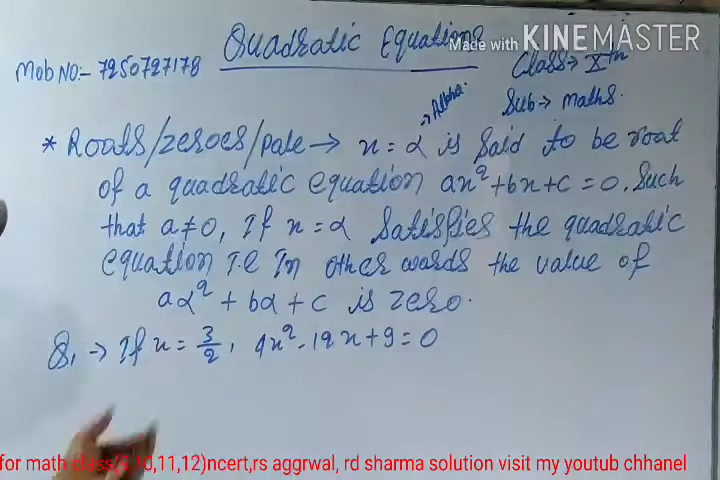 Quadratic Equations
Made with KINEMASTER
Mob NO:- 7250727178
Class→ Xth
Sub→ maths.
→ Alpha.
* Roots/zeroes/pale → x = α is said to be root
of a quadratic equation ax²+bx+c=0. Such
that a≠0, If x=α Satisfies the quadratic
equation I.e In other words the value of
aα² + bα + c is zero.
Q₁ → If x = 3/2, 4x² - 12x + 9 = 0
for math class(9,10,11,12)ncert,rs aggrwal, rd sharma solution visit my youtub chhanel